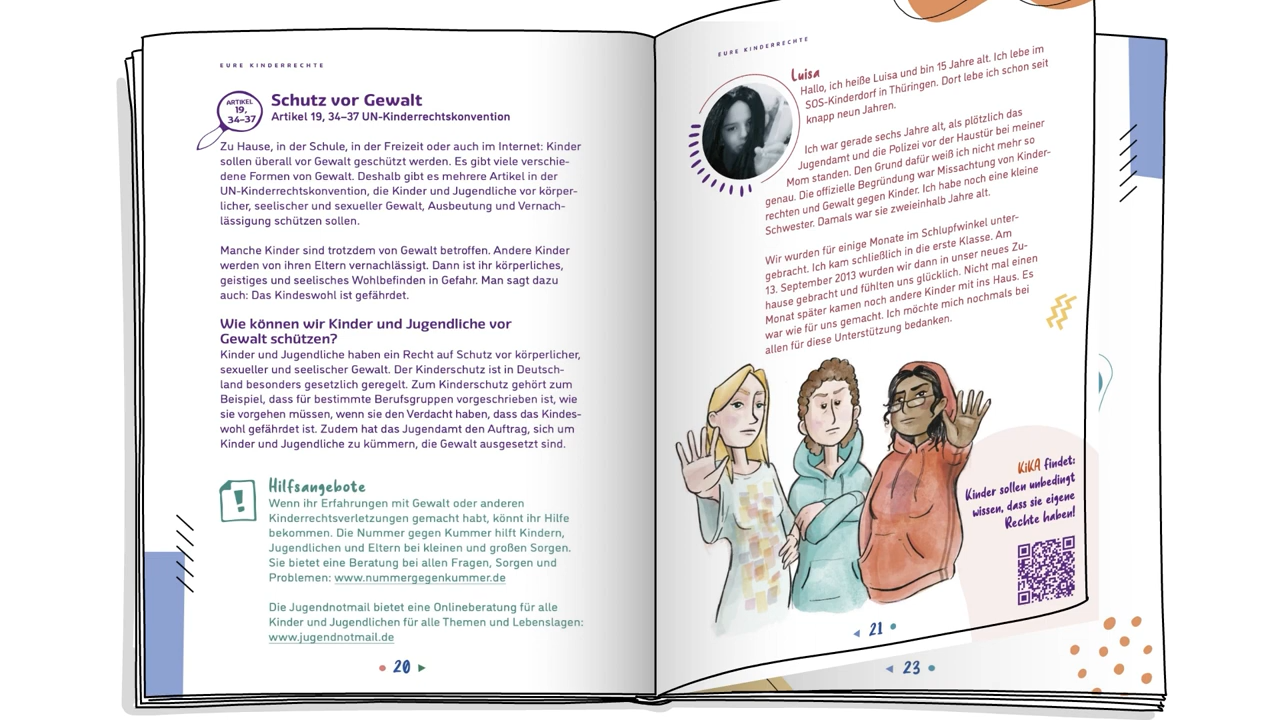 EURE KINDERRECHTE
ARTIKEL
19,
34–37
Schutz vor Gewalt
Artikel 19, 34–37 UN-Kinderrechtskonvention
Zu Hause, in der Schule, in der Freizeit oder auch im Internet: Kinder
sollen überall vor Gewalt geschützt werden. Es gibt viele verschie-
dene Formen von Gewalt. Deshalb gibt es mehrere Artikel in der
UN-Kinderrechtskonvention, die Kinder und Jugendliche vor körper-
licher, seelischer und sexueller Gewalt, Ausbeutung und Vernach-
lässigung schützen sollen.
Manche Kinder sind trotzdem von Gewalt betroffen. Andere Kinder
werden von ihren Eltern vernachlässigt. Dann ist ihr körperliches,
geistiges und seelisches Wohlbefinden in Gefahr. Man sagt dazu
auch: Das Kindeswohl ist gefährdet.
Wie können wir Kinder und Jugendliche vor
Gewalt schützen?
Kinder und Jugendliche haben ein Recht auf Schutz vor körperlicher,
sexueller und seelischer Gewalt. Der Kinderschutz ist in Deutsch-
land besonders gesetzlich geregelt. Zum Kinderschutz gehört zum
Beispiel, dass für bestimmte Berufsgruppen vorgeschrieben ist, wie
sie vorgehen müssen, wenn sie den Verdacht haben, dass das Kindes-
wohl gefährdet ist. Zudem hat das Jugendamt den Auftrag, sich um
Kinder und Jugendliche zu kümmern, die Gewalt ausgesetzt sind.
Hilfsangebote
Wenn ihr Erfahrungen mit Gewalt oder anderen
Kinderrechtsverletzungen gemacht habt, könnt ihr Hilfe
bekommen. Die Nummer gegen Kummer hilft Kindern,
Jugendlichen und Eltern bei kleinen und großen Sorgen.
Sie bietet eine Beratung bei allen Fragen, Sorgen und
Problemen: www.nummergegenkummer.de
Die Jugendnotmail bietet eine Onlineberatung für alle
Kinder und Jugendlichen für alle Themen und Lebenslagen:
www.jugendnotmail.de
20
EURE KINDERRECHTE
Luisa
Hallo, ich heiße Luisa und bin 15 Jahre alt. Ich lebe im
SOS-Kinderdorf in Thüringen. Dort lebe ich schon seit
knapp neun Jahren.
Ich war gerade sechs Jahre alt, als plötzlich das
Jugendamt und die Polizei vor der Haustür bei meiner
Mom standen. Den Grund dafür weiß ich nicht mehr so
genau. Die offizielle Begründung war Missachtung von Kinder-
rechten und Gewalt gegen Kinder. Ich habe noch eine kleine
Schwester. Damals war sie zweieinhalb Jahre alt.
Wir wurden für einige Monate im Schlupfwinkel unter-
gebracht. Ich kam schließlich in die erste Klasse. Am
13. September 2013 wurden wir dann in unser neues Zu-
hause gebracht und fühlten uns glücklich. Nicht mal einen
Monat später kamen noch andere Kinder mit ins Haus. Es
war wie für uns gemacht. Ich möchte mich nochmals bei
allen für diese Unterstützung bedanken.
KiKA findet:
Kinder sollen unbedingt
wissen, dass sie eigene
Rechte haben!
21
23